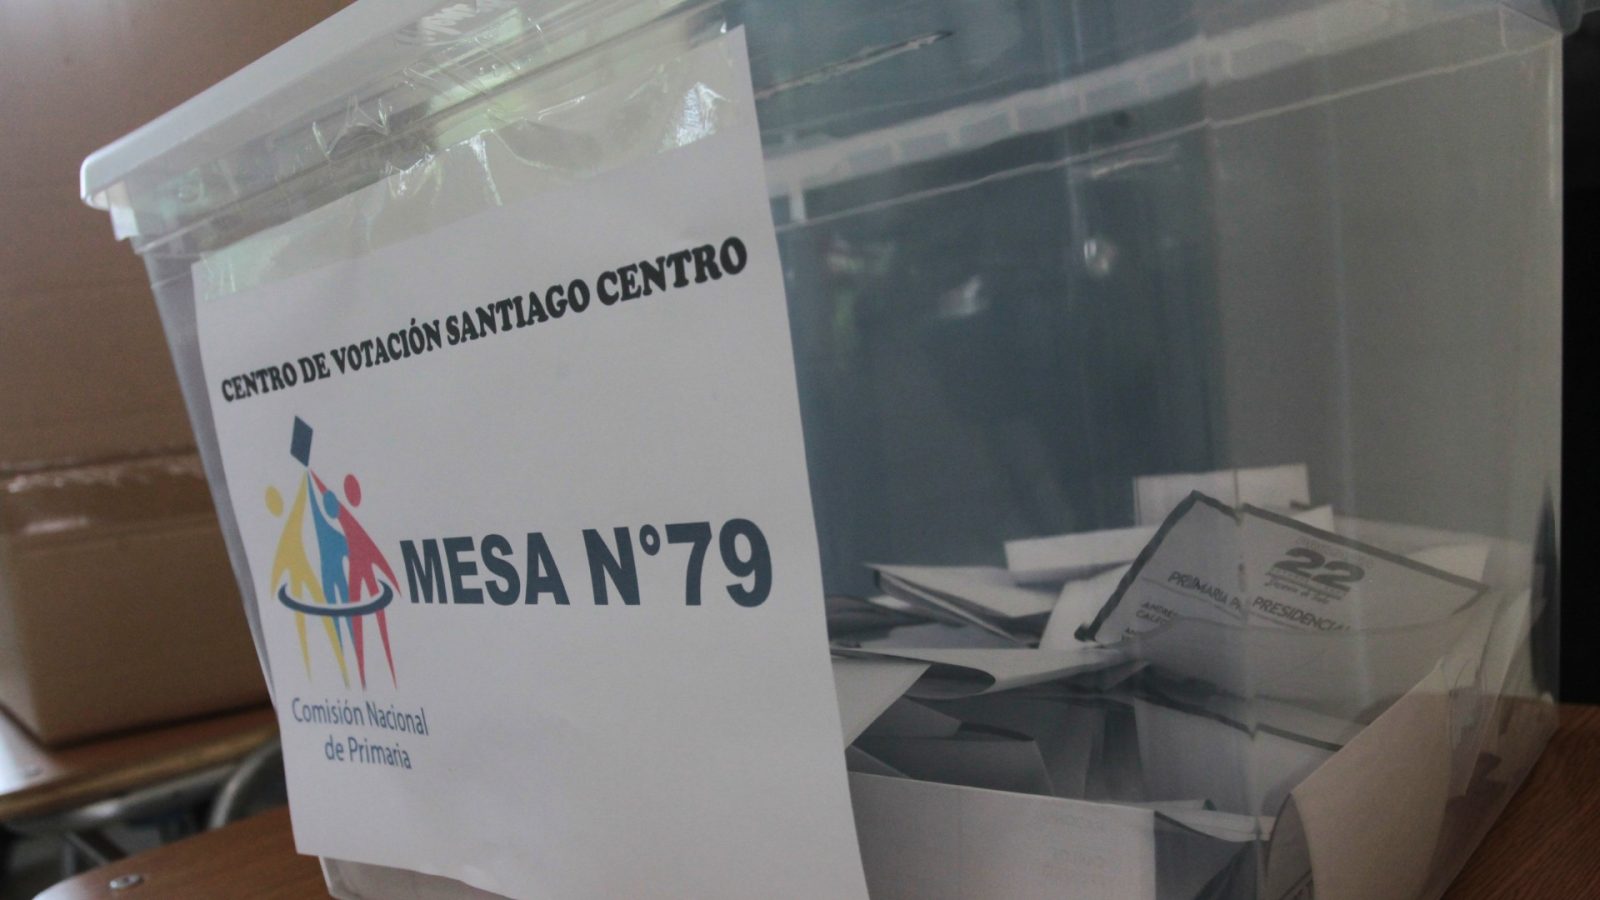 CENTRO DE VOTACIÓN SANTIAGO CENTRO
MESA N°79
Comisión Nacional
de Primaria
22
PRIMARIA
PRESIDENCIAL